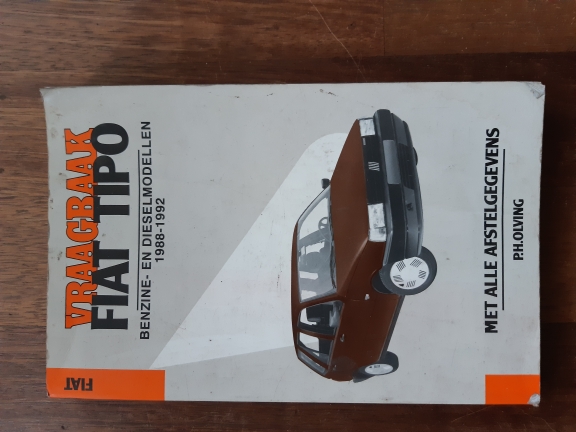 VRAAGBAAK
FIAT TIPO
BENZINE- EN DIESELMODELLEN
1988-1992
MET ALLE AFSTELGEGEVENS
P.H.OLVING
FIAT